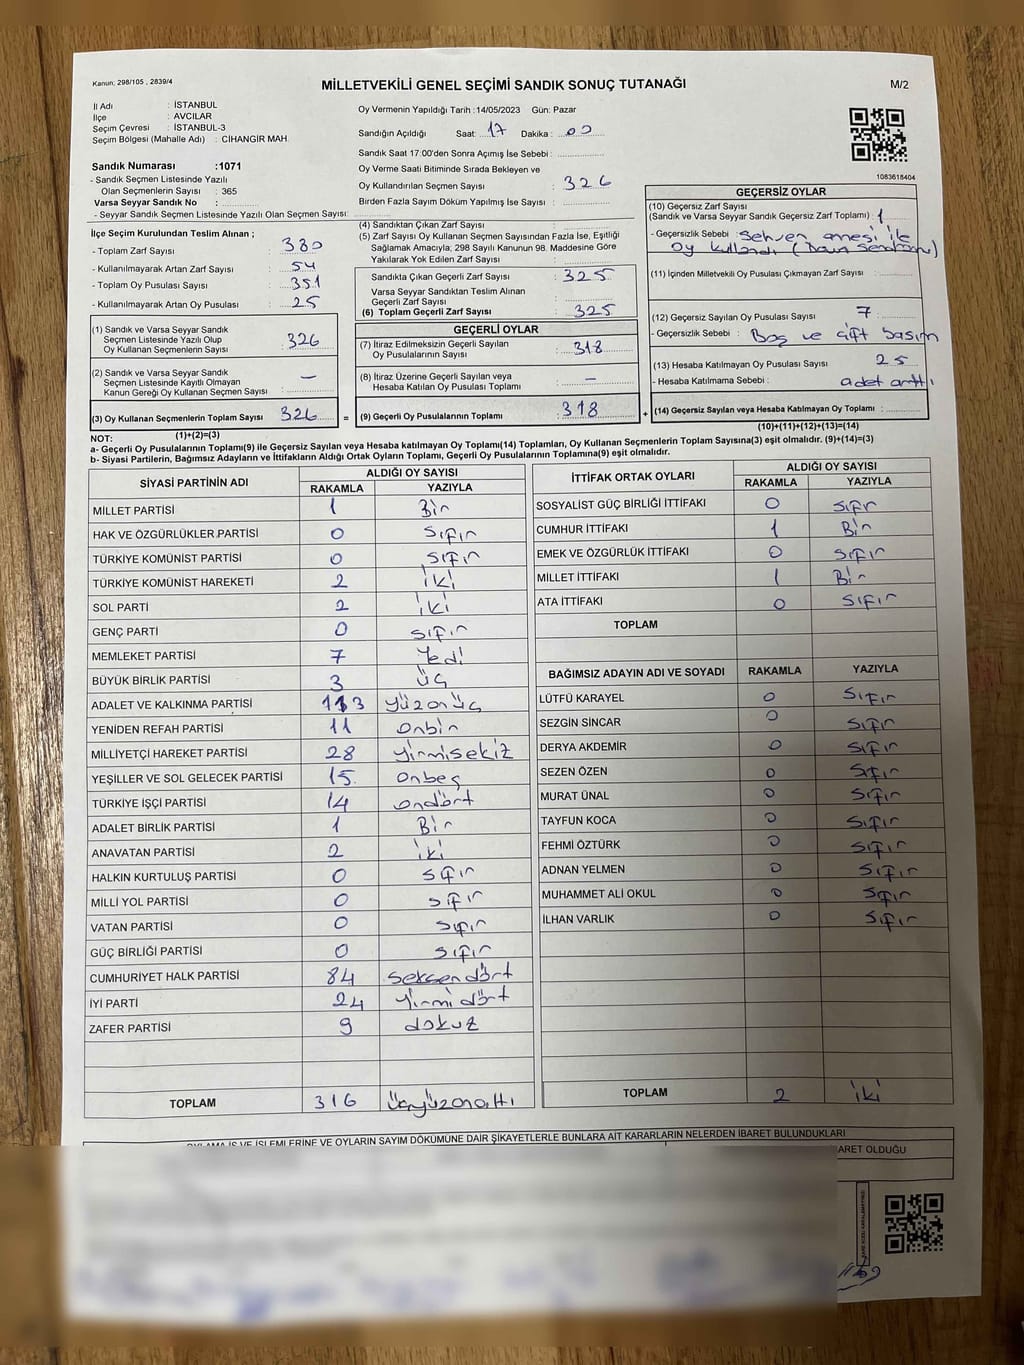 Kanun: 298/105 , 2839/4
MİLLETVEKİLİ GENEL SEÇİMİ SANDIK SONUÇ TUTANAĞI
M/2
İl Adı : İSTANBUL
İlçe : AVCILAR
Seçim Çevresi : İSTANBUL-3
Seçim Bölgesi (Mahalle Adı) : CİHANGİR MAH.
Sandık Numarası :1071
- Sandık Seçmen Listesinde Yazılı
Olan Seçmenlerin Sayısı : 365
Varsa Seyyar Sandık No :
- Seyyar Sandık Seçmen Listesinde Yazılı Olan Seçmen Sayısı:
Oy Vermenin Yapıldığı Tarih :14/05/2023 Gün: Pazar
Sandığın Açıldığı Saat: 17 Dakika : 00
Sandık Saat 17:00'den Sonra Açımış İse Sebebi :
Oy Verme Saati Bitiminde Sırada Bekleyen ve
Oy Kullandırılan Seçmen Sayısı : 326
Birden Fazla Sayım Döküm Yapılmış İse Sayısı :
1083618404
İlçe Seçim Kurulundan Teslim Alınan ;
- Toplam Zarf Sayısı : 380
- Kullanılmayarak Artan Zarf Sayısı : 54
- Toplam Oy Pusulası Sayısı : 351
- Kullanılmayarak Artan Oy Pusulası : 25
(1) Sandık ve Varsa Seyyar Sandık
Seçmen Listesinde Yazılı Olup
Oy Kullanan Seçmenlerin Sayısı : 326
(2) Sandık ve Varsa Seyyar Sandık
Seçmen Listesinde Kayıtlı Olmayan
Kanun Gereği Oy Kullanan Seçmen Sayısı : –
(3) Oy Kullanan Seçmenlerin Toplam Sayısı : 326 =
(1)+(2)=(3)
(4) Sandıktan Çıkan Zarf Sayısı :
(5) Zarf Sayısı Oy Kullanan Seçmen Sayısından Fazla İse, Eşitliği
Sağlamak Amacıyla; 298 Sayılı Kanunun 98. Maddesine Göre
Yakılarak Yok Edilen Zarf Sayısı :
Sandıkta Çıkan Geçerli Zarf Sayısı : 325
Varsa Seyyar Sandıktan Teslim Alınan
Geçerli Zarf Sayısı :
(6) Toplam Geçerli Zarf Sayısı : 325
GEÇERLİ OYLAR
(7) İtiraz Edilmeksizin Geçerli Sayılan
Oy Pusulalarının Sayısı : 318
(8) İtiraz Üzerine Geçerli Sayılan veya
Hesaba Katılan Oy Pusulası Toplamı : –
(9) Geçerli Oy Pusulalarının Toplamı : 318 +
GEÇERSİZ OYLAR
(10) Geçersiz Zarf Sayısı
(Sandık ve Varsa Seyyar Sandık Geçersiz Zarf Toplamı) : 1
- Geçersizlik Sebebi : Sehven annesi ile
oy kullandı (Down Sendromu)
(11) İçinden Milletvekili Oy Pusulası Çıkmayan Zarf Sayısı :
(12) Geçersiz Sayılan Oy Pusulası Sayısı : 7
- Geçersizlik Sebebi : Boş ve çift basım
(13) Hesaba Katılmayan Oy Pusulası Sayısı : 25
- Hesaba Katılmama Sebebi : adet arttı
(14) Geçersiz Sayılan veya Hesaba Katılmayan Oy Toplamı :
(10)+(11)+(12)+(13)=(14)
NOT:
a- Geçerli Oy Pusulalarının Toplamı(9) ile Geçersiz Sayılan veya Hesaba katılmayan Oy Toplamı(14) Toplamları, Oy Kullanan Seçmenlerin Toplam Sayısına(3) eşit olmalıdır. (9)+(14)=(3)
b- Siyasi Partilerin, Bağımsız Adayların ve İttifakların Aldığı Ortak Oyların Toplamı, Geçerli Oy Pusulalarının Toplamına(9) eşit olmalıdır.
SİYASİ PARTİNİN ADI ALDIĞI OY SAYISI
RAKAMLA YAZIYLA
MİLLET PARTİSİ 1 Bir
HAK VE ÖZGÜRLÜKLER PARTİSİ 0 Sıfır
TÜRKİYE KOMÜNİST PARTİSİ 0 Sıfır
TÜRKİYE KOMÜNİST HAREKETİ 2 iki
SOL PARTİ 2 iki
GENÇ PARTİ 0 sıfır
MEMLEKET PARTİSİ 7 Yedi
BÜYÜK BİRLİK PARTİSİ 3 Üç
ADALET VE KALKINMA PARTİSİ 113 yüzonüç
YENİDEN REFAH PARTİSİ 11 onbir
MİLLİYETÇİ HAREKET PARTİSİ 28 yirmisekiz
YEŞİLLER VE SOL GELECEK PARTİSİ 15 onbeş
TÜRKİYE İŞÇİ PARTİSİ 14 ondört
ADALET BİRLİK PARTİSİ 1 Bir
ANAVATAN PARTİSİ 2 iki
HALKIN KURTULUŞ PARTİSİ 0 sıfır
MİLLİ YOL PARTİSİ 0 sıfır
VATAN PARTİSİ 0 sıfır
GÜÇ BİRLİĞİ PARTİSİ 0 sıfır
CUMHURİYET HALK PARTİSİ 84 seksendört
İYİ PARTİ 24 yirmi dört
ZAFER PARTİSİ 9 dokuz
TOPLAM 316 üçyüzonaltı
İTTİFAK ORTAK OYLARI ALDIĞI OY SAYISI
RAKAMLA YAZIYLA
SOSYALİST GÜÇ BİRLİĞİ İTTİFAKI 0 sıfır
CUMHUR İTTİFAKI 1 Bir
EMEK VE ÖZGÜRLÜK İTTİFAKI 0 sıfır
MİLLET İTTİFAKI 1 Bir
ATA İTTİFAKI 0 sıfır
TOPLAM
BAĞIMSIZ ADAYIN ADI VE SOYADI RAKAMLA YAZIYLA
LÜTFÜ KARAYEL 0 sıfır
SEZGİN SİNCAR 0 sıfır
DERYA AKDEMİR 0 sıfır
SEZEN ÖZEN 0 sıfır
MURAT ÜNAL 0 sıfır
TAYFUN KOCA 0 sıfır
FEHMİ ÖZTÜRK 0 sıfır
ADNAN YELMEN 0 sıfır
MUHAMMET ALİ OKUL 0 sıfır
İLHAN VARLIK 0 sıfır
TOPLAM 2 iki
OYLAMA İŞ VE İŞLEMLERİNE VE OYLARIN SAYIM DÖKÜMÜNE DAİR ŞİKAYETLERLE BUNLARA AİT KARARLARIN NELERDEN İBARET BULUNDUKLARI
ARET OLDUĞU